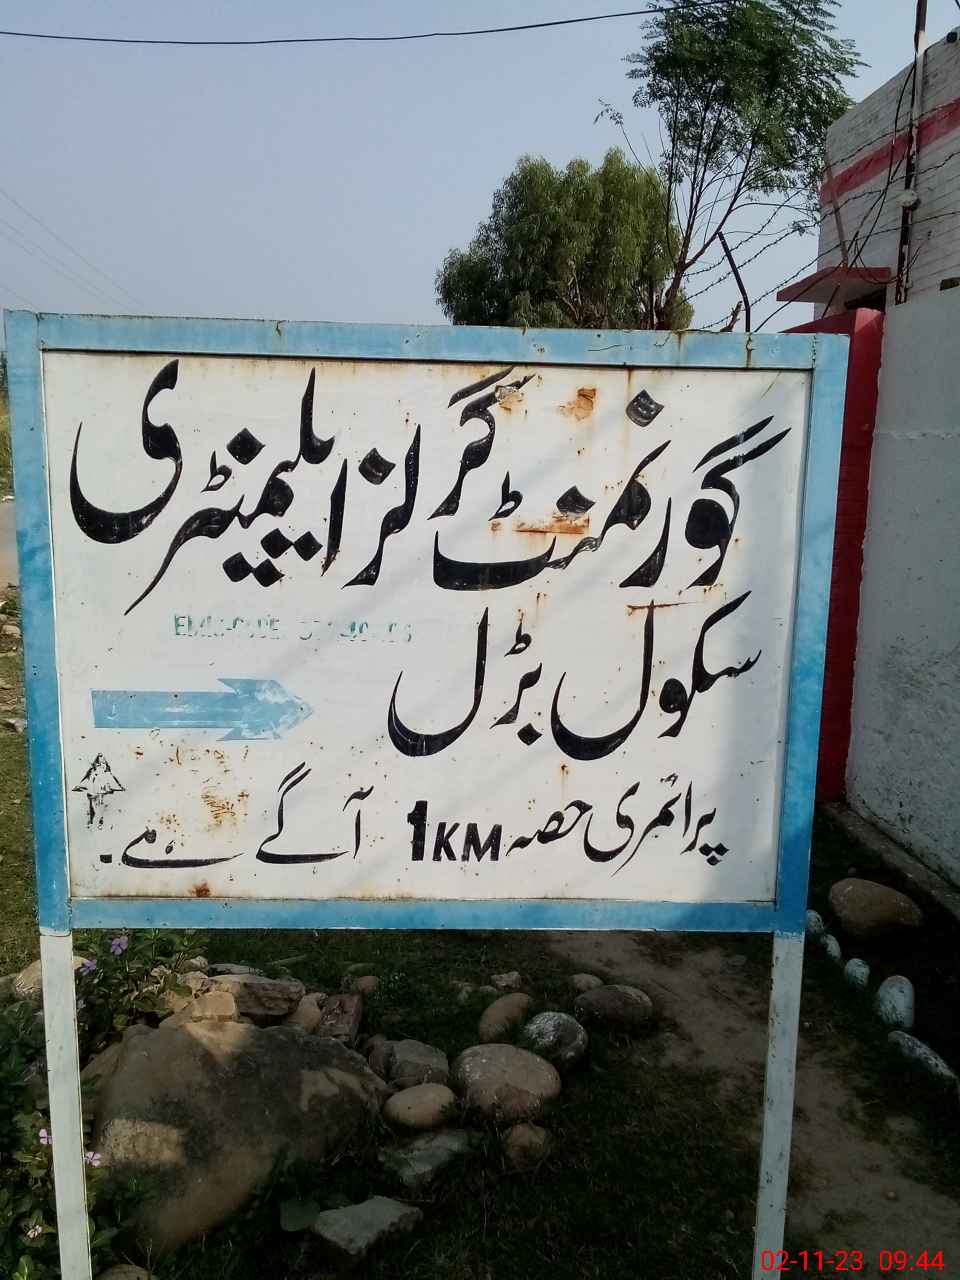 گورنمنٹ گرلز ایلیمنٹری
سکول بڑل
پرائمری حصہ 1KM آگے ہے۔
02-11-23 09:44